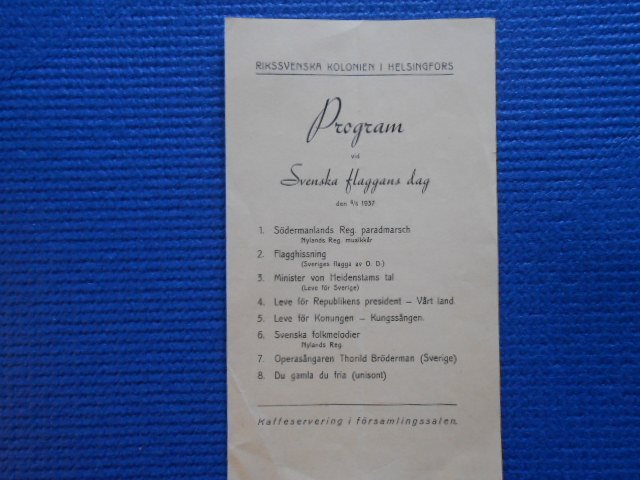 RIKSSVENSKA KOLONIEN I HELSINGFORS
Program
vid
Svenska flaggans dag
den 6/6 1937
1. Södermanlands Reg. paradmarsch
Nylands Reg. musikkår
2. Flagghissning
(Sveriges flagga av O. D.)
3. Minister von Heidenstams tal
(Leve för Sverige)
4. Leve för Republikens president – Vårt land.
5. Leve för Konungen – Kungssången.
6. Svenska folkmelodier
Nylands Reg.
7. Operasångaren Thorild Bröderman (Sverige)
8. Du gamla du fria (unisont)
Kaffeservering i församlingssalen.